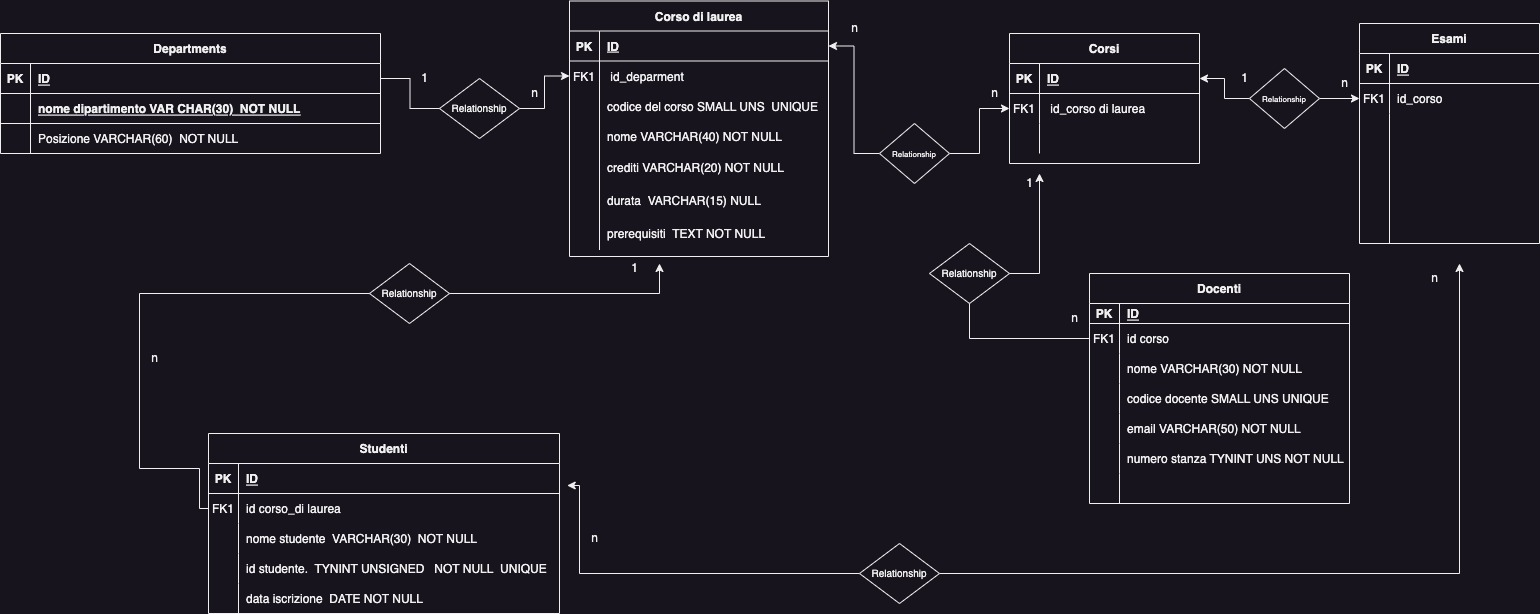 Departments
PK ID
nome dipartimento VAR CHAR(30) NOT NULL
Posizione VARCHAR(60) NOT NULL
1
Relationship
n
Corso di laurea
PK ID
FK1 id_deparment
codice del corso SMALL UNS UNIQUE
nome VARCHAR(40) NOT NULL
crediti VARCHAR(20) NOT NULL
durata VARCHAR(15) NULL
prerequisiti TEXT NOT NULL
n
Relationship
n
Corsi
PK ID
FK1 id_corso di laurea
1
Relationship
n
Esami
PK ID
FK1 id_corso
1
Relationship
n
1
Relationship
n
Docenti
PK ID
FK1 id corso
nome VARCHAR(30) NOT NULL
codice docente SMALL UNS UNIQUE
email VARCHAR(50) NOT NULL
numero stanza TYNINT UNS NOT NULL
Studenti
PK ID
FK1 id corso_di laurea
nome studente VARCHAR(30) NOT NULL
id studente. TYNINT UNSIGNED NOT NULL UNIQUE
data iscrizione DATE NOT NULL
n
Relationship
n